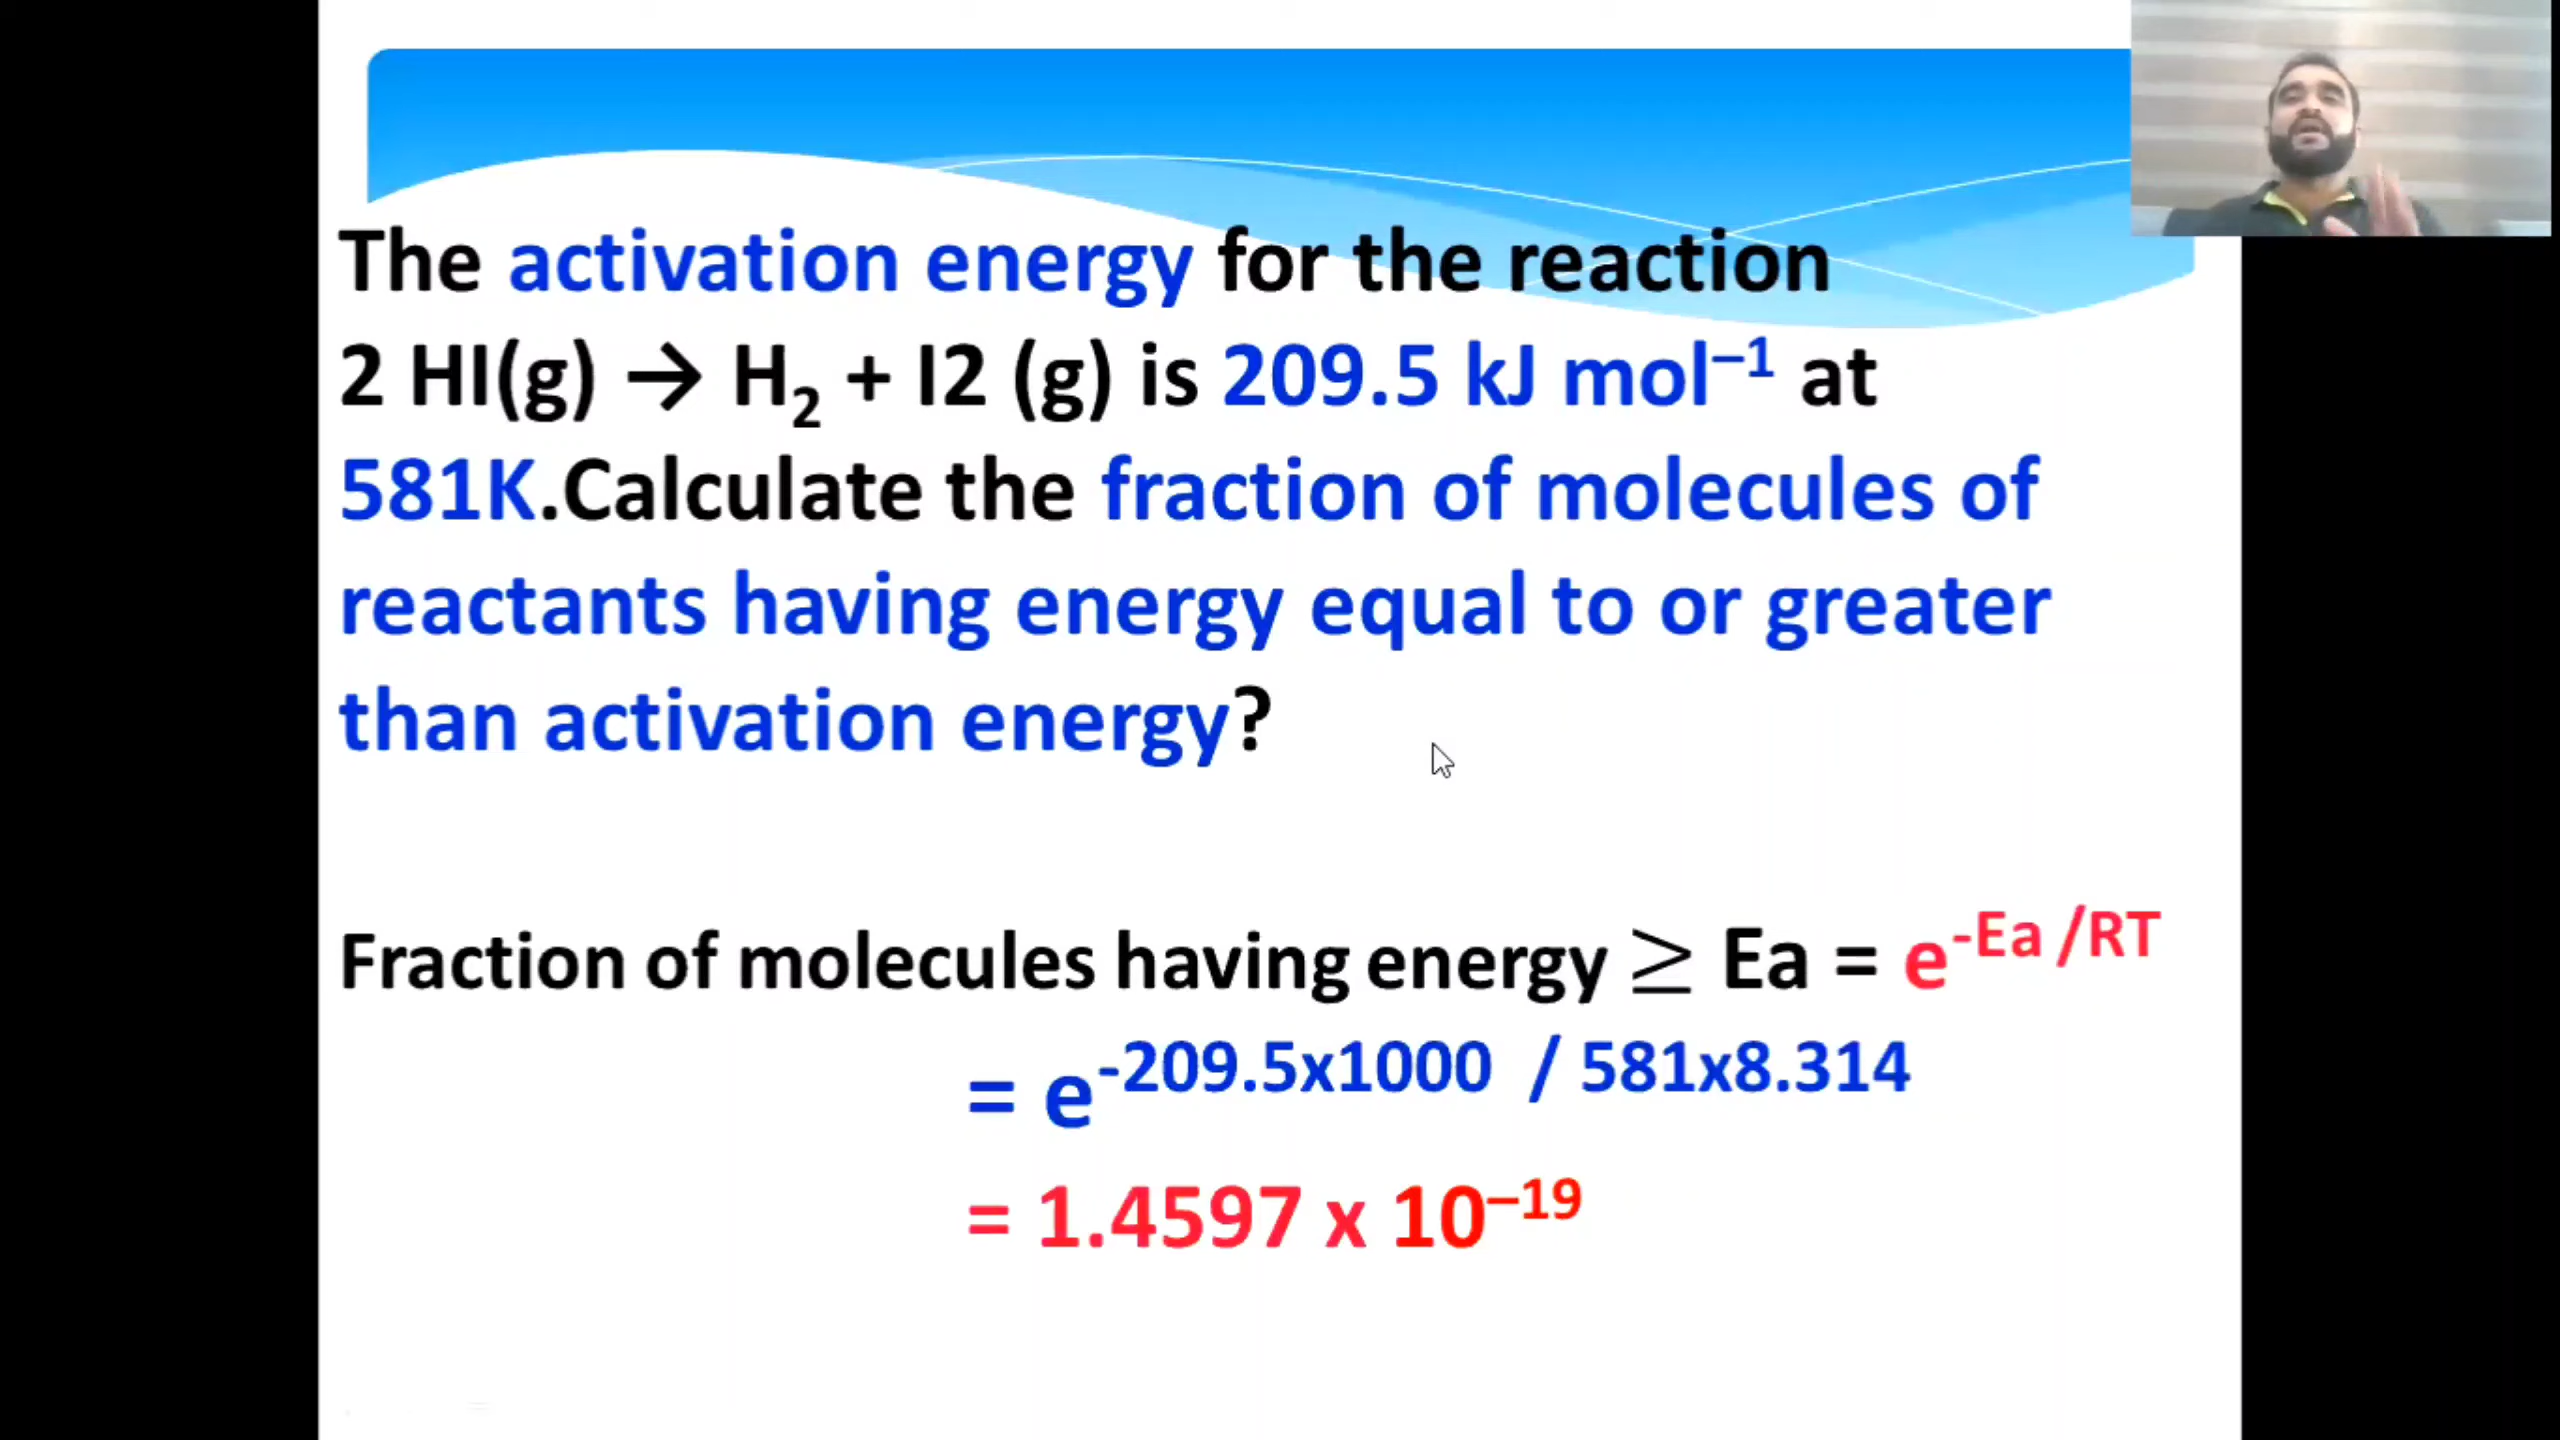 The activation energy for the reaction
2 HI(g) → H₂ + I2 (g) is 209.5 kJ mol⁻¹ at
581K.Calculate the fraction of molecules of
reactants having energy equal to or greater
than activation energy?
Fraction of molecules having energy ≥ Ea = e^-Ea /RT
= e^-209.5x1000 / 581x8.314
= 1.4597 x 10⁻¹⁹